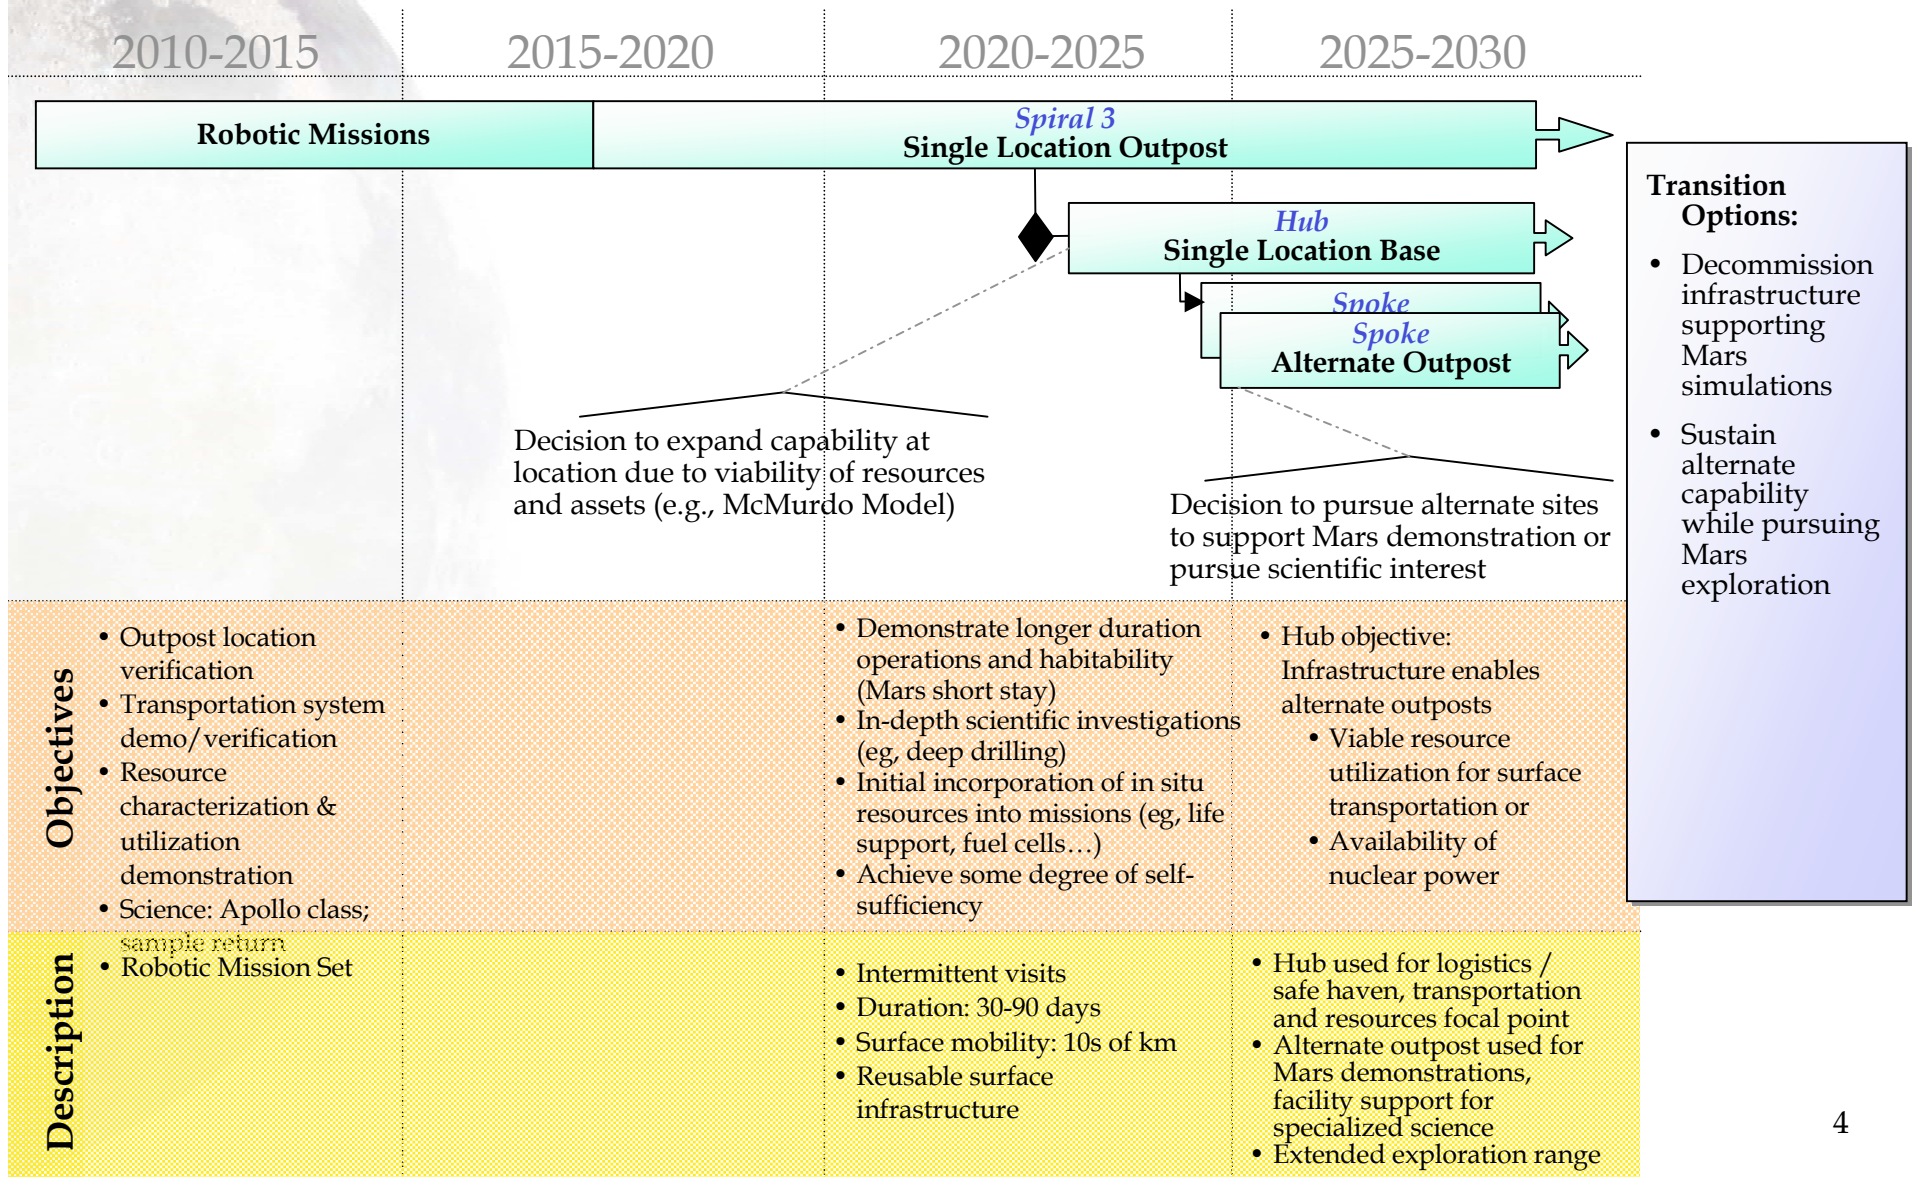 2010-2015
2015-2020
2020-2025
2025-2030
Robotic Missions
Spiral 3
Single Location Outpost
Hub
Single Location Base
Spoke
Spoke
Alternate Outpost
Decision to expand capability at
location due to viability of resources
and assets (e.g., McMurdo Model)
Decision to pursue alternate sites
to support Mars demonstration or
pursue scientific interest
Transition
Options:
• Decommission
infrastructure
supporting
Mars
simulations
• Sustain
alternate
capability
while pursuing
Mars
exploration
Objectives
• Outpost location
verification
• Transportation system
demo/verification
• Resource
characterization &
utilization
demonstration
• Science: Apollo class;
sample return
• Demonstrate longer duration
operations and habitability
(Mars short stay)
• In-depth scientific investigations
(eg, deep drilling)
• Initial incorporation of in situ
resources into missions (eg, life
support, fuel cells…)
• Achieve some degree of self-
sufficiency
• Hub objective:
Infrastructure enables
alternate outposts
• Viable resource
utilization for surface
transportation or
• Availability of
nuclear power
Description
• Robotic Mission Set
• Intermittent visits
• Duration: 30-90 days
• Surface mobility: 10s of km
• Reusable surface
infrastructure
• Hub used for logistics /
safe haven, transportation
and resources focal point
• Alternate outpost used for
Mars demonstrations,
facility support for
specialized science
• Extended exploration range
4